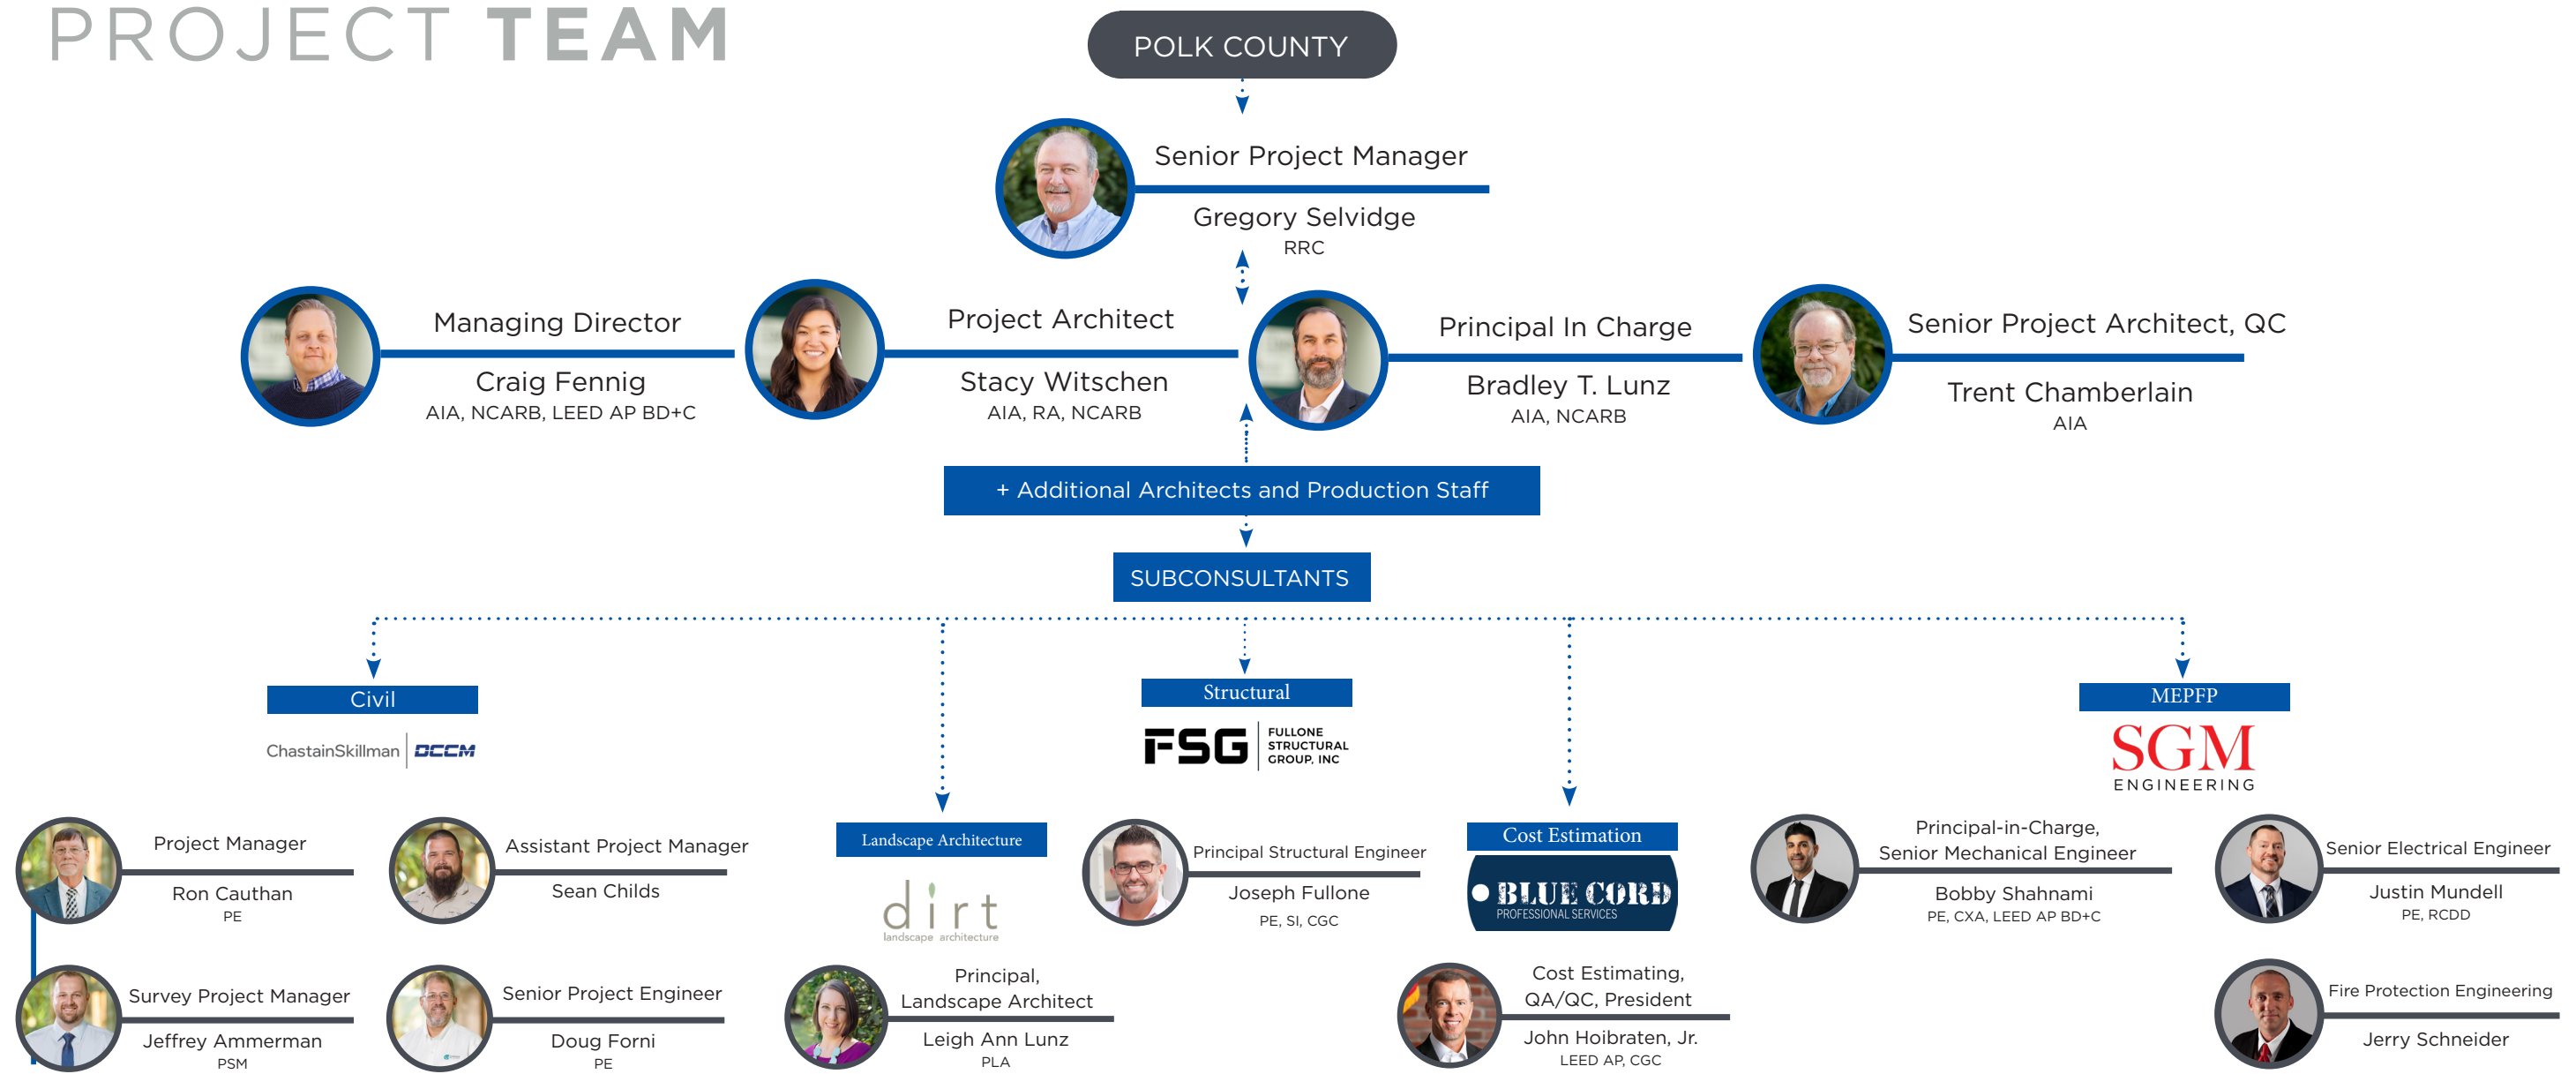 PROJECT TEAM
POLK COUNTY
Senior Project Manager
Gregory Selvidge
RRC
Managing Director
Craig Fennig
AIA, NCARB, LEED AP BD+C
Project Architect
Stacy Witschen
AIA, RA, NCARB
Principal In Charge
Bradley T. Lunz
AIA, NCARB
Senior Project Architect, QC
Trent Chamberlain
AIA
+ Additional Architects and Production Staff
SUBCONSULTANTS
Civil
ChastainSkillman DCCM
Project Manager
Ron Cauthan
PE
Assistant Project Manager
Sean Childs
Survey Project Manager
Jeffrey Ammerman
PSM
Senior Project Engineer
Doug Forni
PE
Landscape Architecture
dirt
landscape architecture
Principal,
Landscape Architect
Leigh Ann Lunz
PLA
Structural
FSG
FULLONE
STRUCTURAL
GROUP, INC
Principal Structural Engineer
Joseph Fullone
PE, SI, CGC
Cost Estimation
BLUE CORD
PROFESSIONAL SERVICES
Cost Estimating,
QA/QC, President
John Hoibraten, Jr.
LEED AP, CGC
MEPFP
SGM
ENGINEERING
Principal-in-Charge,
Senior Mechanical Engineer
Bobby Shahnami
PE, CXA, LEED AP BD+C
Senior Electrical Engineer
Justin Mundell
PE, RCDD
Fire Protection Engineering
Jerry Schneider